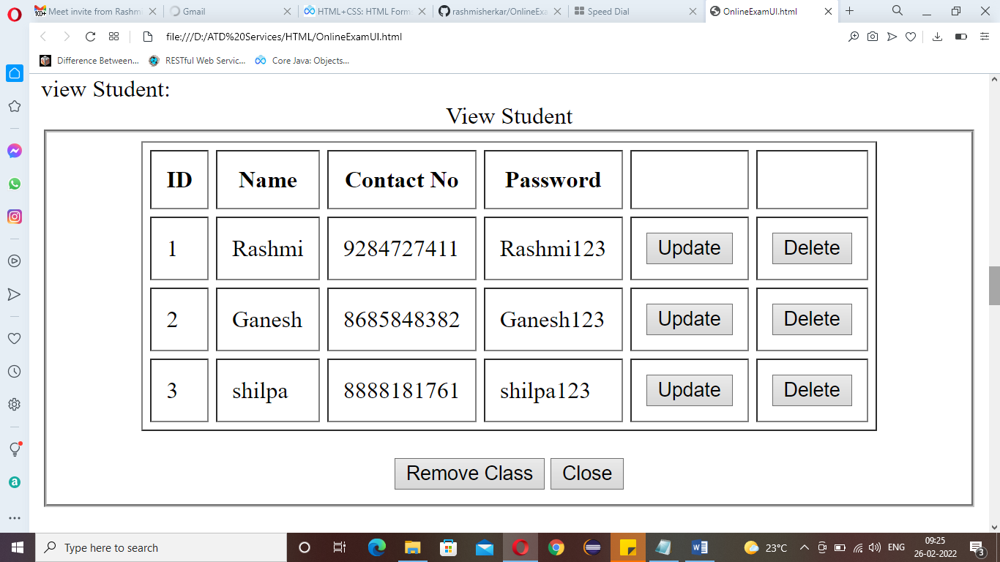 100+ Meet invite from Rashm Gmail HTML+CSS: HTML Form rashmisherkar/OnlineExa Speed Dial OnlineExamUI.html
file:///D:/ATD%20Services/HTML/OnlineExamUI.html
Difference Between... RESTful Web Servic... Core Java: Objects...
view Student:
View Student
ID Name Contact No Password
1 Rashmi 9284727411 Rashmi123 Update Delete
2 Ganesh 8685848382 Ganesh123 Update Delete
3 shilpa 8888181761 shilpa123 Update Delete
Remove Class Close
Type here to search 23°C ENG 09:25
26-02-2022 3